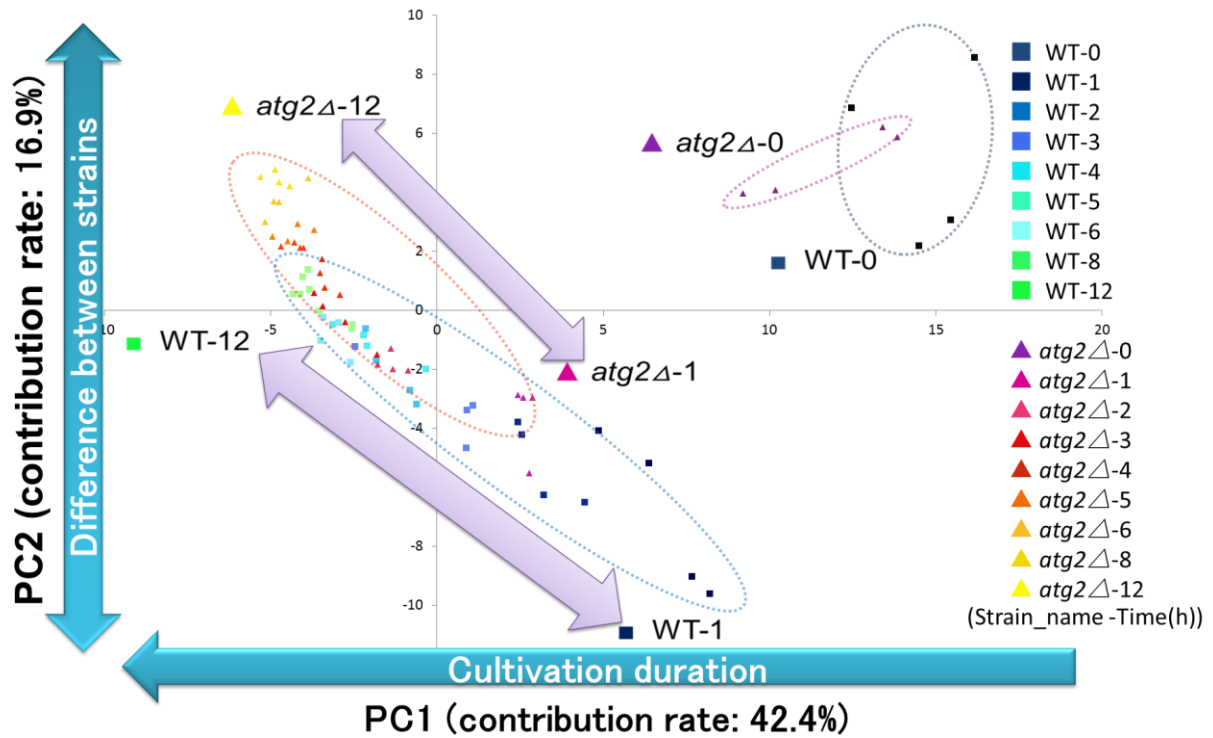 PC2 (contribution rate: 16.9%)
Difference between strains
10
8
6
4
2
0
-2
-4
-6
-8
-10
10
-5
0
5
10
15
20
atg2Δ-12
atg2Δ-0
WT-0
WT-12
atg2Δ-1
WT-1
WT-0
WT-1
WT-2
WT-3
WT-4
WT-5
WT-6
WT-8
WT-12
atg2△-0
atg2△-1
atg2△-2
atg2△-3
atg2△-4
atg2△-5
atg2△-6
atg2△-8
atg2△-12
(Strain_name -Time(h))
Cultivation duration
PC1 (contribution rate: 42.4%)